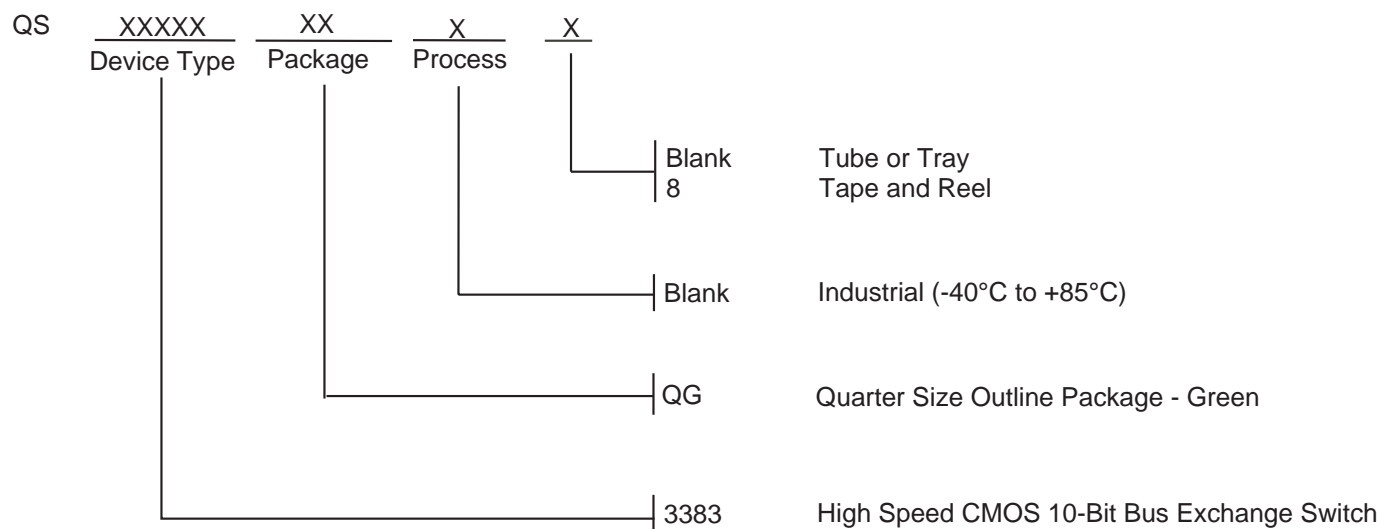 QS XXXXX XX X X
Device Type Package Process
Blank Tube or Tray
8 Tape and Reel
Blank Industrial (-40°C to +85°C)
QG Quarter Size Outline Package - Green
3383 High Speed CMOS 10-Bit Bus Exchange Switch